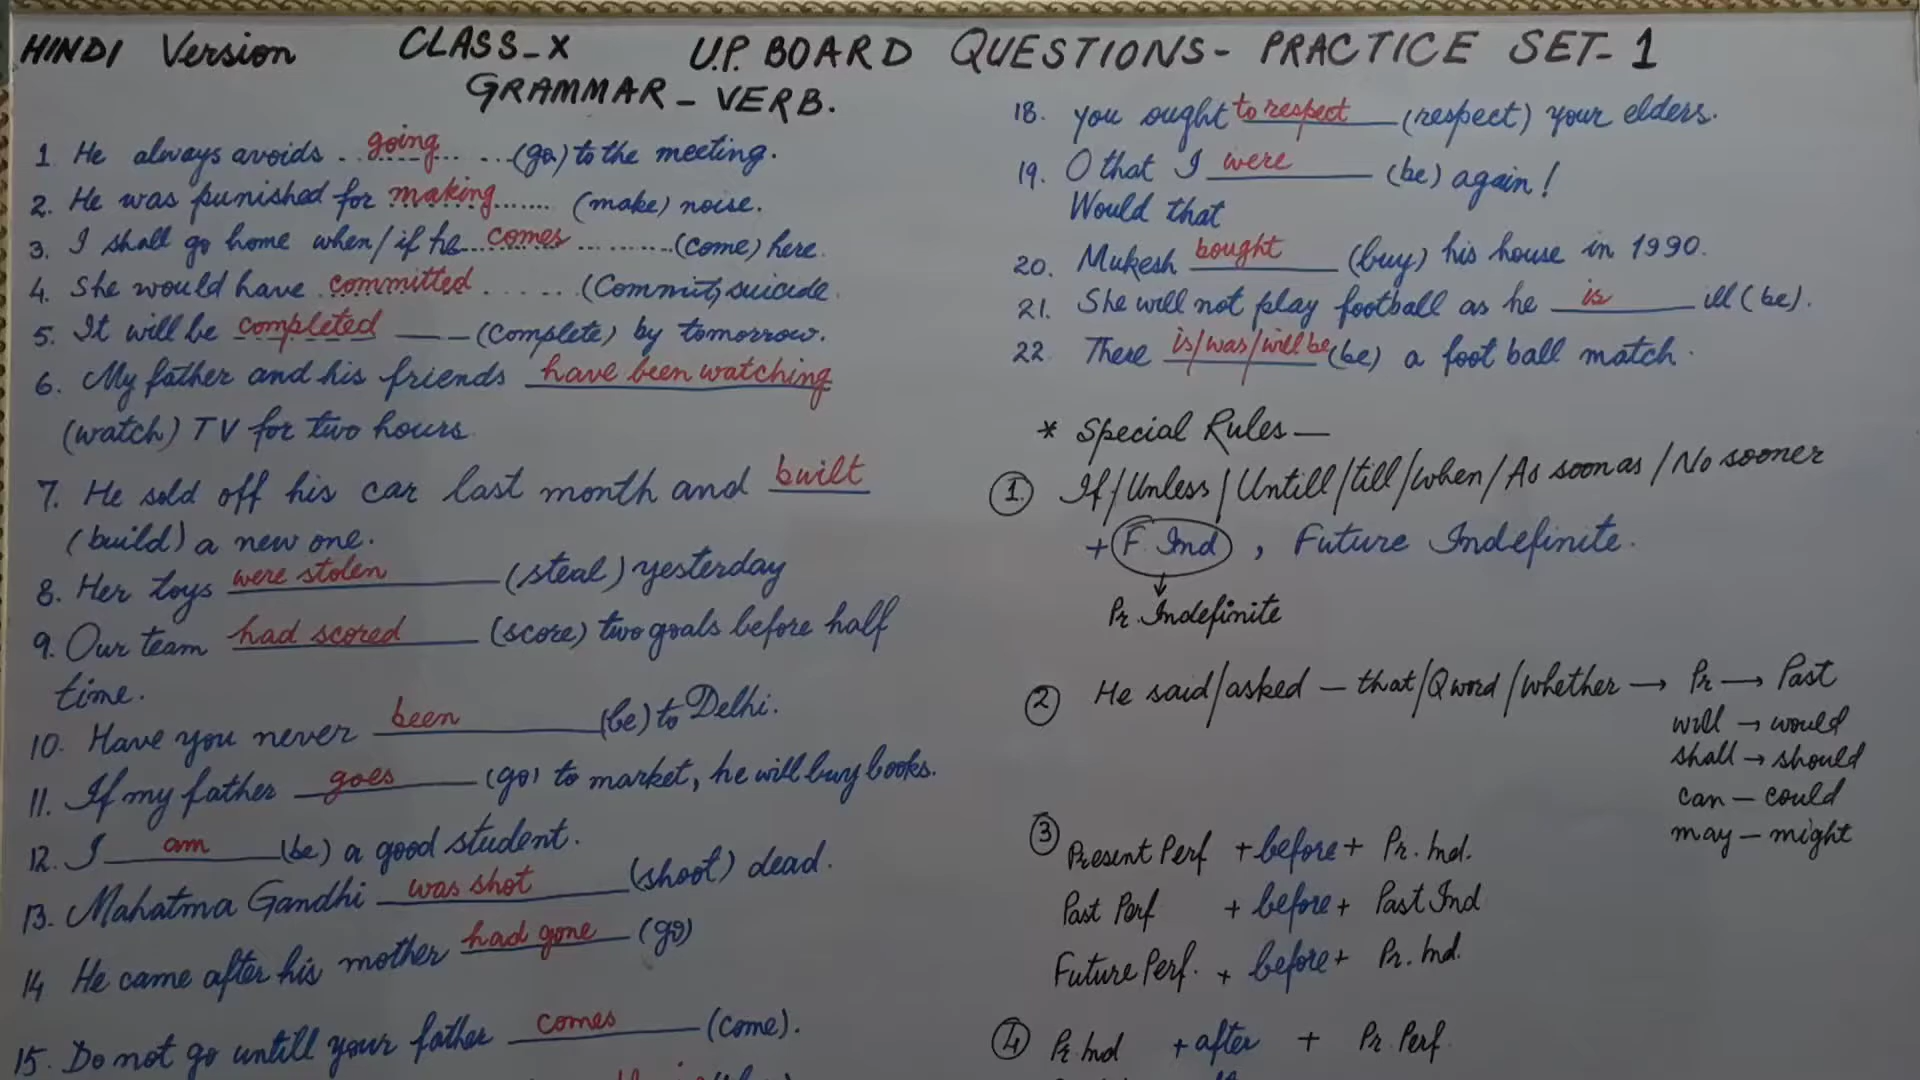 HINDI Version CLASS-X U.P. BOARD QUESTIONS- PRACTICE SET-1
GRAMMAR - VERB.
1 He always avoids going (go) to the meeting.
2. He was punished for making (make) noise.
3. I shall go home when/if he comes (come) here.
4. She would have committed (Commit) suicide.
5. It will be completed (Complete) by tomorrow.
6. My father and his friends have been watching
(watch) TV for two hours
7. He sold off his car last month and built
(build) a new one.
8. Her toys were stolen (steal) yesterday
9. Our team had scored (score) two goals before half
time.
10. Have you never been (be) to Delhi.
11. If my father goes (go) to market, he will buy books.
12. I am (be) a good student.
13. Mahatma Gandhi was shot (shoot) dead.
14 He came after his mother had gone (go)
15. Do not go untill your father comes (come).
18. You ought to respect (respect) your elders.
19. O that I were (be) again!
Would that
20. Mukesh bought (buy) his house in 1990.
21. She will not play football as he is ill (be).
22. There is/was/will be (be) a foot ball match.
* Special Rules —
1. If/Unless/Untill/till/when/As soon as/No sooner
+ F. Ind, Future Indefinite.
↓
Pr. Indefinite
2 He said/asked — that/Qword/whether → Pr → Past
will → would
shall → should
can — could
may — might
3 Present Perf + before + Pr. Ind.
Past Perf + before + Past Ind
Future Perf. + before + Pr. Ind.
4 Pr. Ind + after + Pr. Perf.